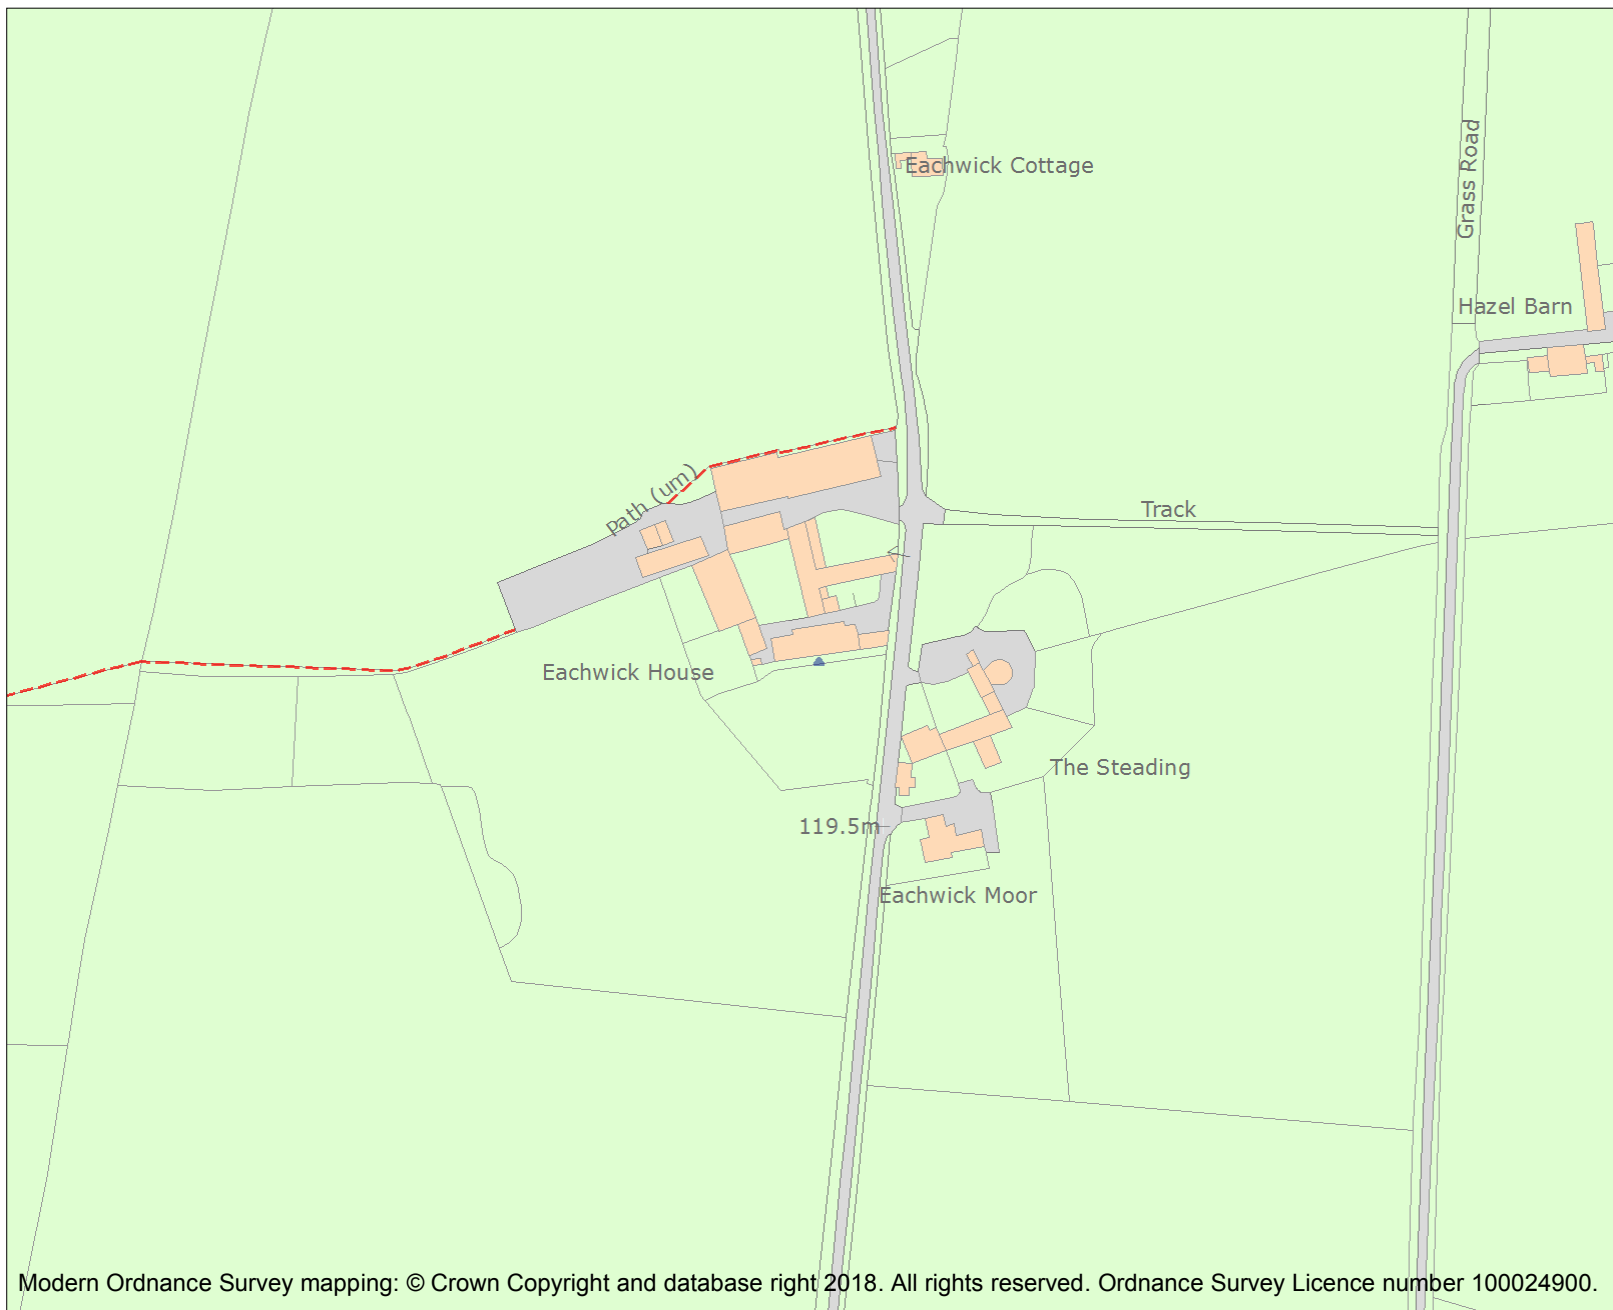 Eachwick Cottage
Grass Road
Hazel Barn
Path (um)
Track
Eachwick House
The Steading
119.5m
Eachwick Moor
Modern Ordnance Survey mapping: © Crown Copyright and database right 2018. All rights reserved. Ordnance Survey Licence number 100024900.